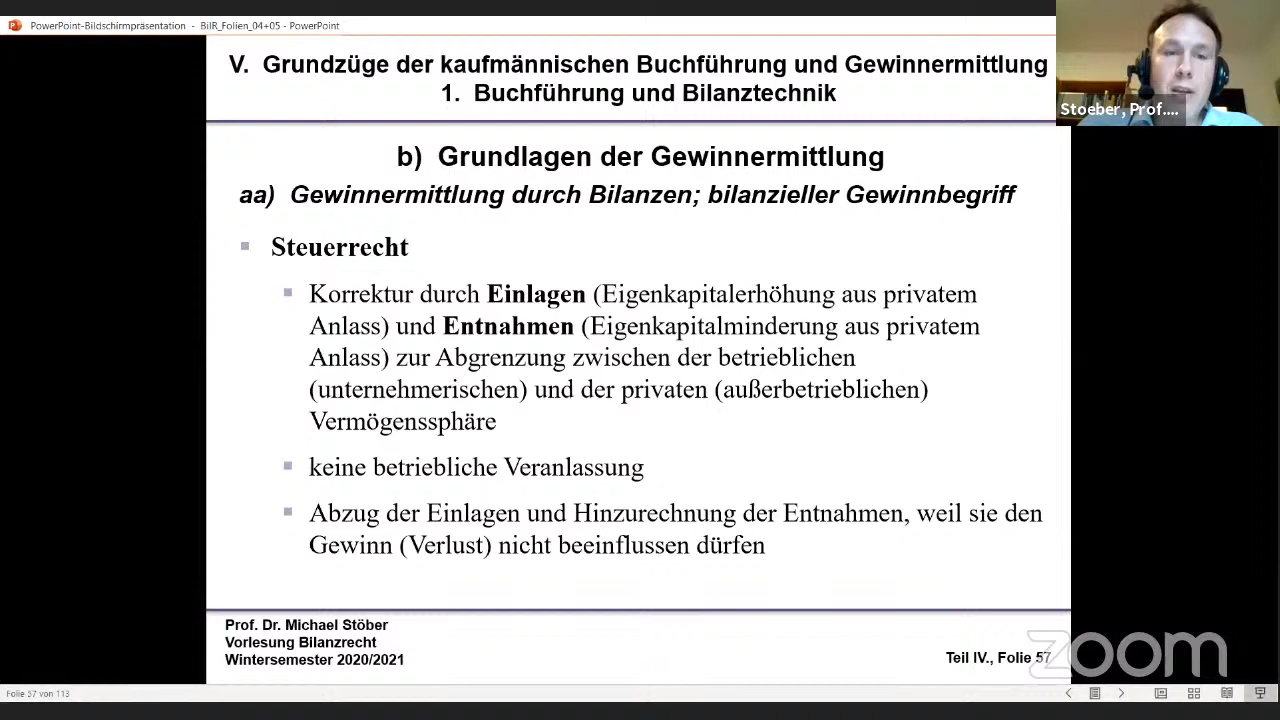 PowerPoint-Bildschirmpräsentation - BilR_Folien_04+05 - PowerPoint
V. Grundzüge der kaufmännischen Buchführung und Gewinnermittlung
1. Buchführung und Bilanztechnik
Stoeber, Prof....
b) Grundlagen der Gewinnermittlung
aa) Gewinnermittlung durch Bilanzen; bilanzieller Gewinnbegriff
Steuerrecht
Korrektur durch Einlagen (Eigenkapitalerhöhung aus privatem
Anlass) und Entnahmen (Eigenkapitalminderung aus privatem
Anlass) zur Abgrenzung zwischen der betrieblichen
(unternehmerischen) und der privaten (außerbetrieblichen)
Vermögenssphäre
keine betriebliche Veranlassung
Abzug der Einlagen und Hinzurechnung der Entnahmen, weil sie den
Gewinn (Verlust) nicht beeinflussen dürfen
Prof. Dr. Michael Stöber
Vorlesung Bilanzrecht
Wintersemester 2020/2021
Teil IV., Folie 57
zoom
Folie 57 von 113